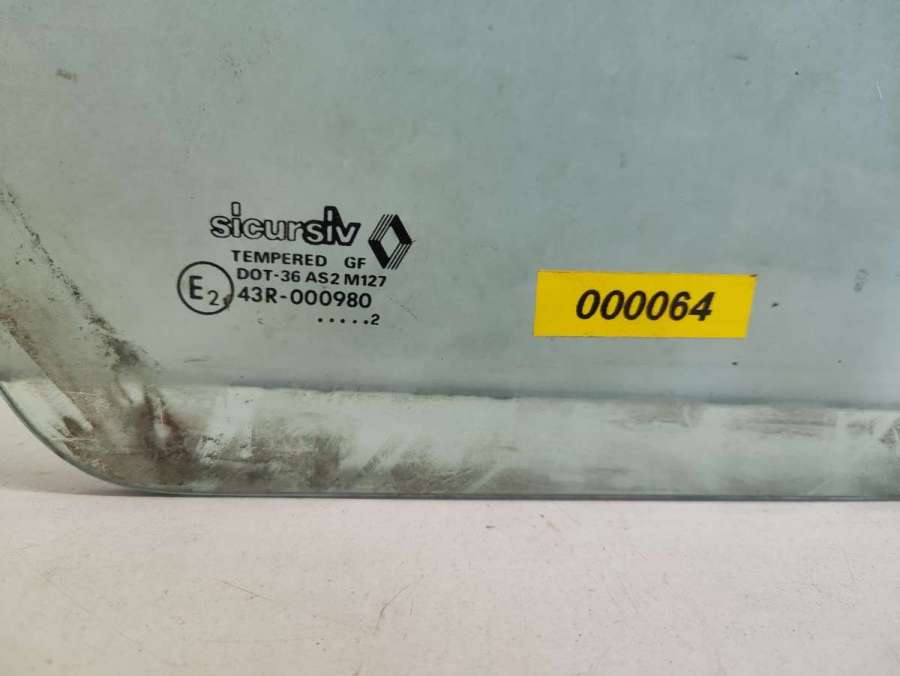 sicursiv
TEMPERED GF
DOT-36 AS2 M127
E2
43R-000980
.....2
000064